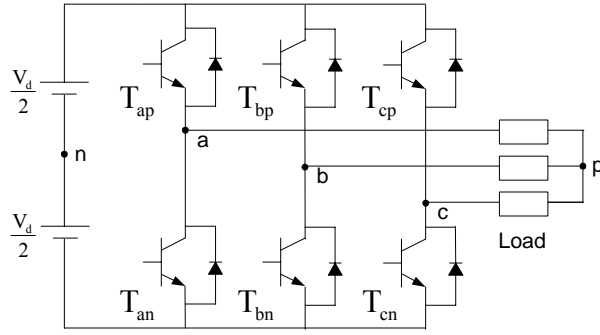 V_d/2
T_ap
T_bp
T_cp
a
n
b
p
c
V_d/2
Load
T_an
T_bn
T_cn